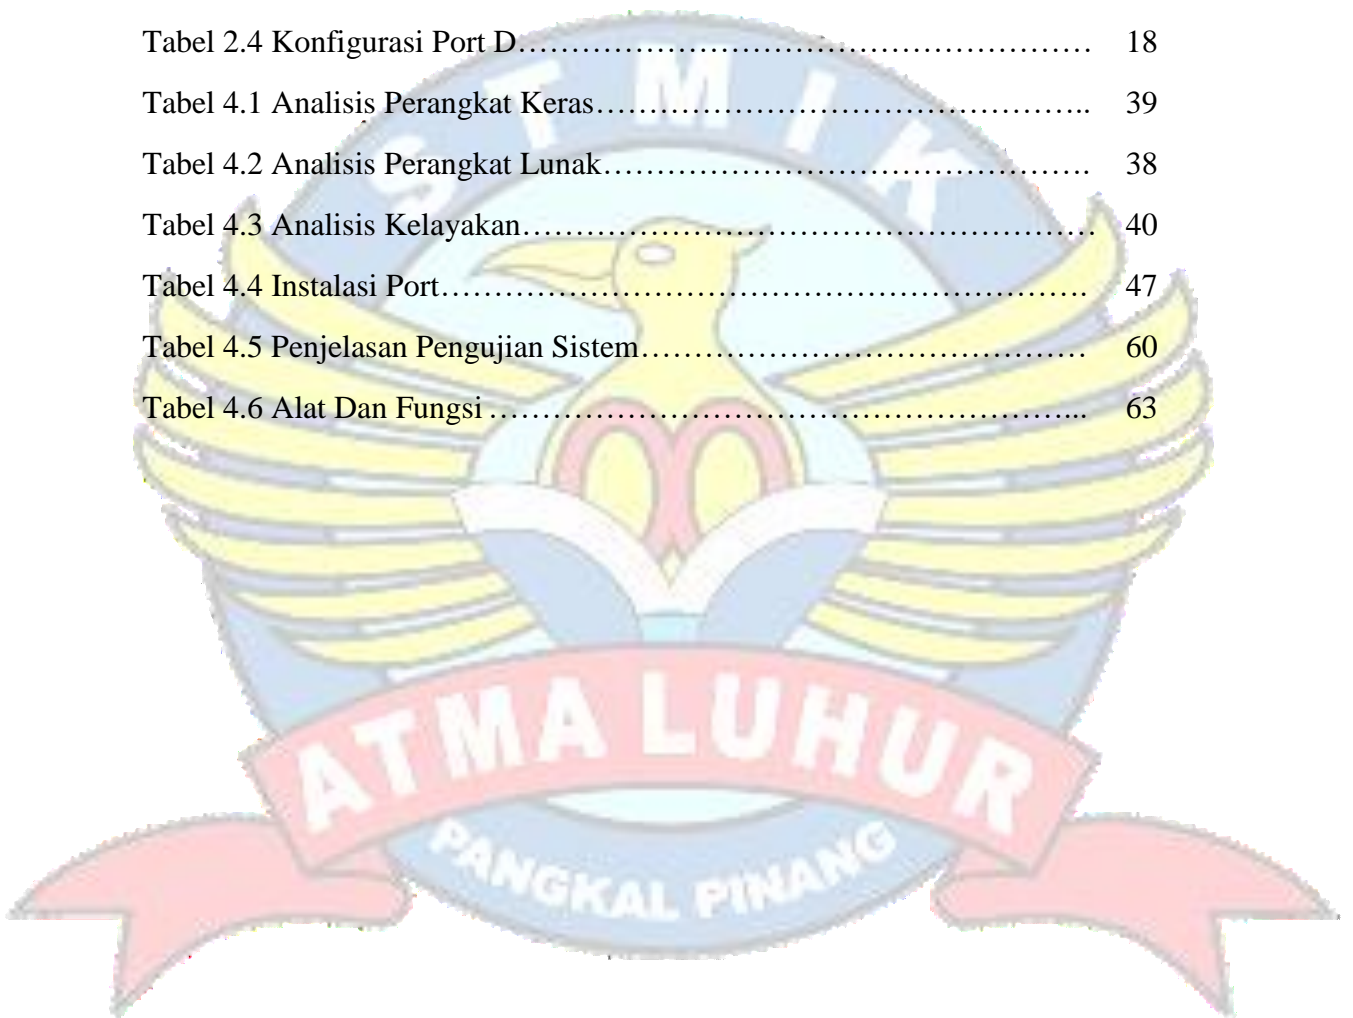 Tabel 2.4 Konfigurasi Port D……………………………………………………… 18
Tabel 4.1 Analisis Perangkat Keras……………………………………………….. 39
Tabel 4.2 Analisis Perangkat Lunak………………………………………………. 38
Tabel 4.3 Analisis Kelayakan……………………………………………………… 40
Tabel 4.4 Instalasi Port……………………………………………………………. 47
Tabel 4.5 Penjelasan Pengujian Sistem…………………………………………… 60
Tabel 4.6 Alat Dan Fungsi………………………………………………………... 63
STMIK
ATMA LUHUR
PANGKAL PINANG